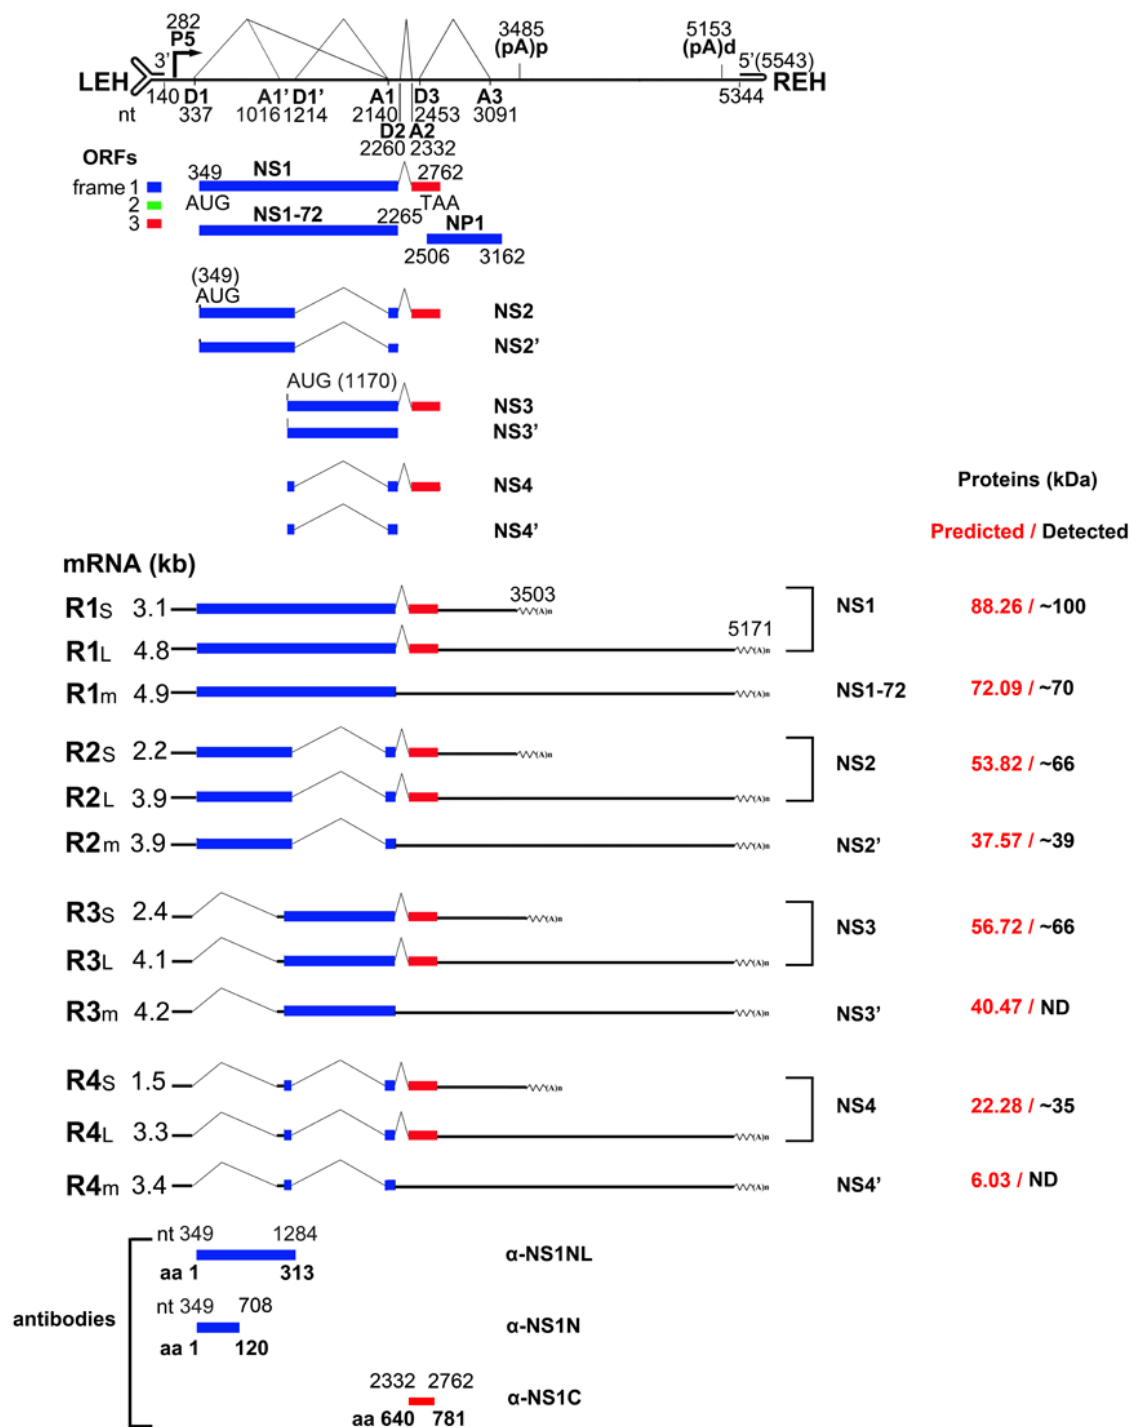 282
P5
3'
3485
(pA)p
5153
(pA)d
5'(5543)
LEH
REH
140 D1 A1' D1' A1 D3 A3 5344
nt 337 1016 1214 2140 2453 3091
D2 A2
2260 2332
ORFs
frame 1
2
3
349 NS1 2762
AUG TAA
NS1-72 2265 NP1
2506 3162
(349)
AUG
NS2
NS2'
AUG (1170)
NS3
NS3'
NS4
NS4'
Proteins (kDa)
Predicted / Detected
mRNA (kb)
R1S 3.1 3503 (A)n NS1 88.26 / ~100
R1L 4.8 5171 (A)n
R1m 4.9 (A)n NS1-72 72.09 / ~70
R2S 2.2 (A)n NS2 53.82 / ~66
R2L 3.9 (A)n
R2m 3.9 (A)n NS2' 37.57 / ~39
R3S 2.4 (A)n NS3 56.72 / ~66
R3L 4.1 (A)n
R3m 4.2 (A)n NS3' 40.47 / ND
R4S 1.5 (A)n NS4 22.28 / ~35
R4L 3.3 (A)n
R4m 3.4 (A)n NS4' 6.03 / ND
antibodies
nt 349 1284
α-NS1NL
aa 1 313
nt 349 708
α-NS1N
aa 1 120
2332 2762
α-NS1C
aa 640 781